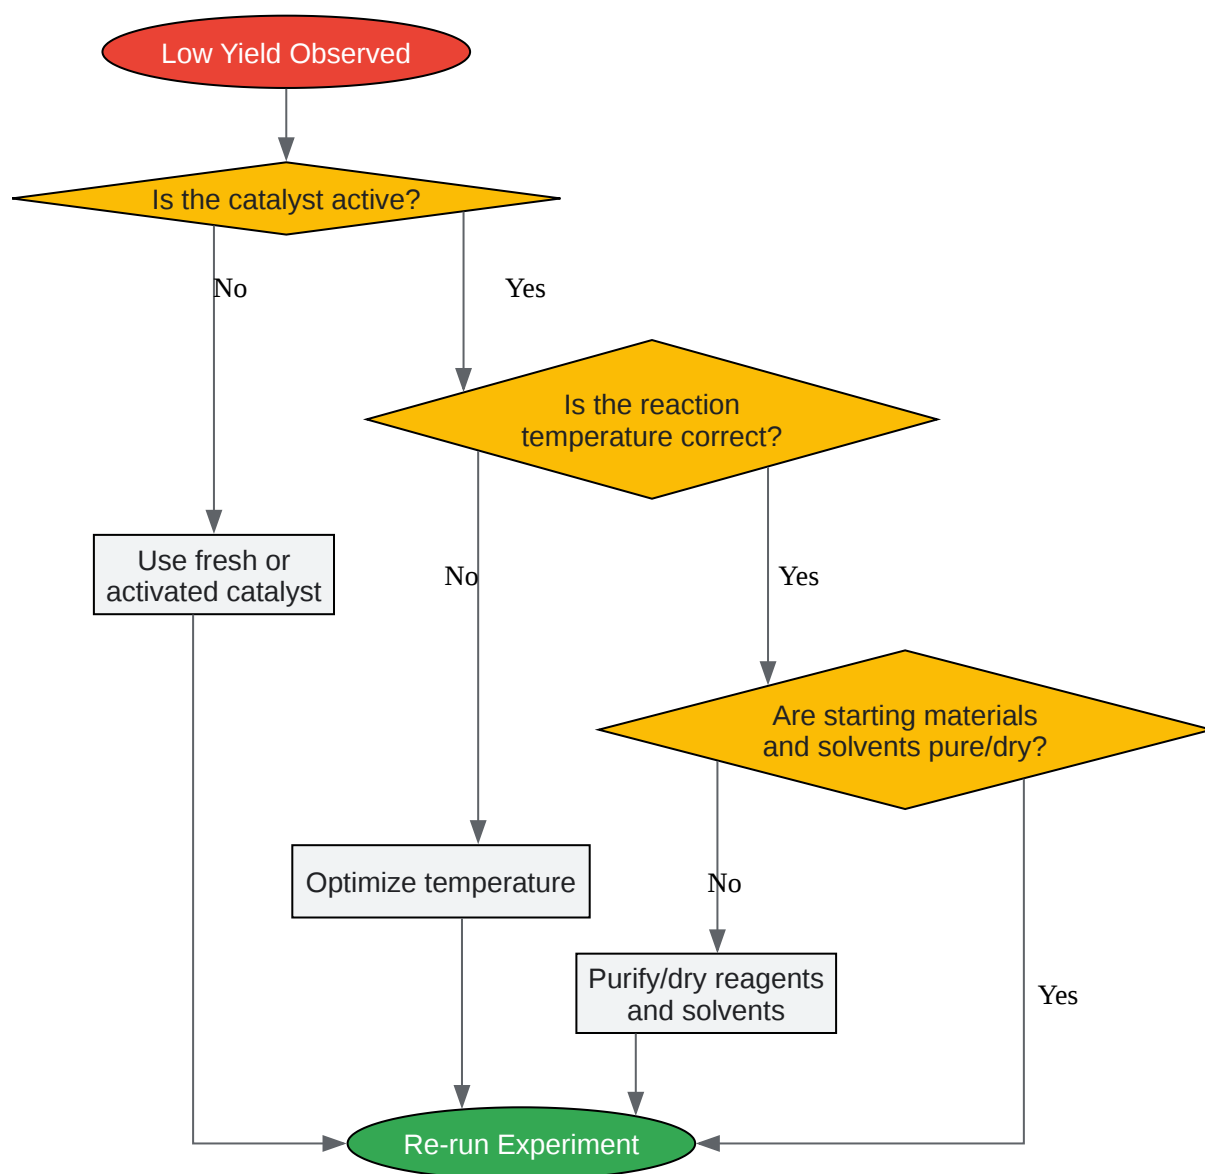 Low Yield Observed
Is the catalyst active?
No
Yes
Is the reaction
temperature correct?
Use fresh or
activated catalyst
No
Yes
Are starting materials
and solvents pure/dry?
Optimize temperature
No
Purify/dry reagents
and solvents
Yes
Re-run Experiment